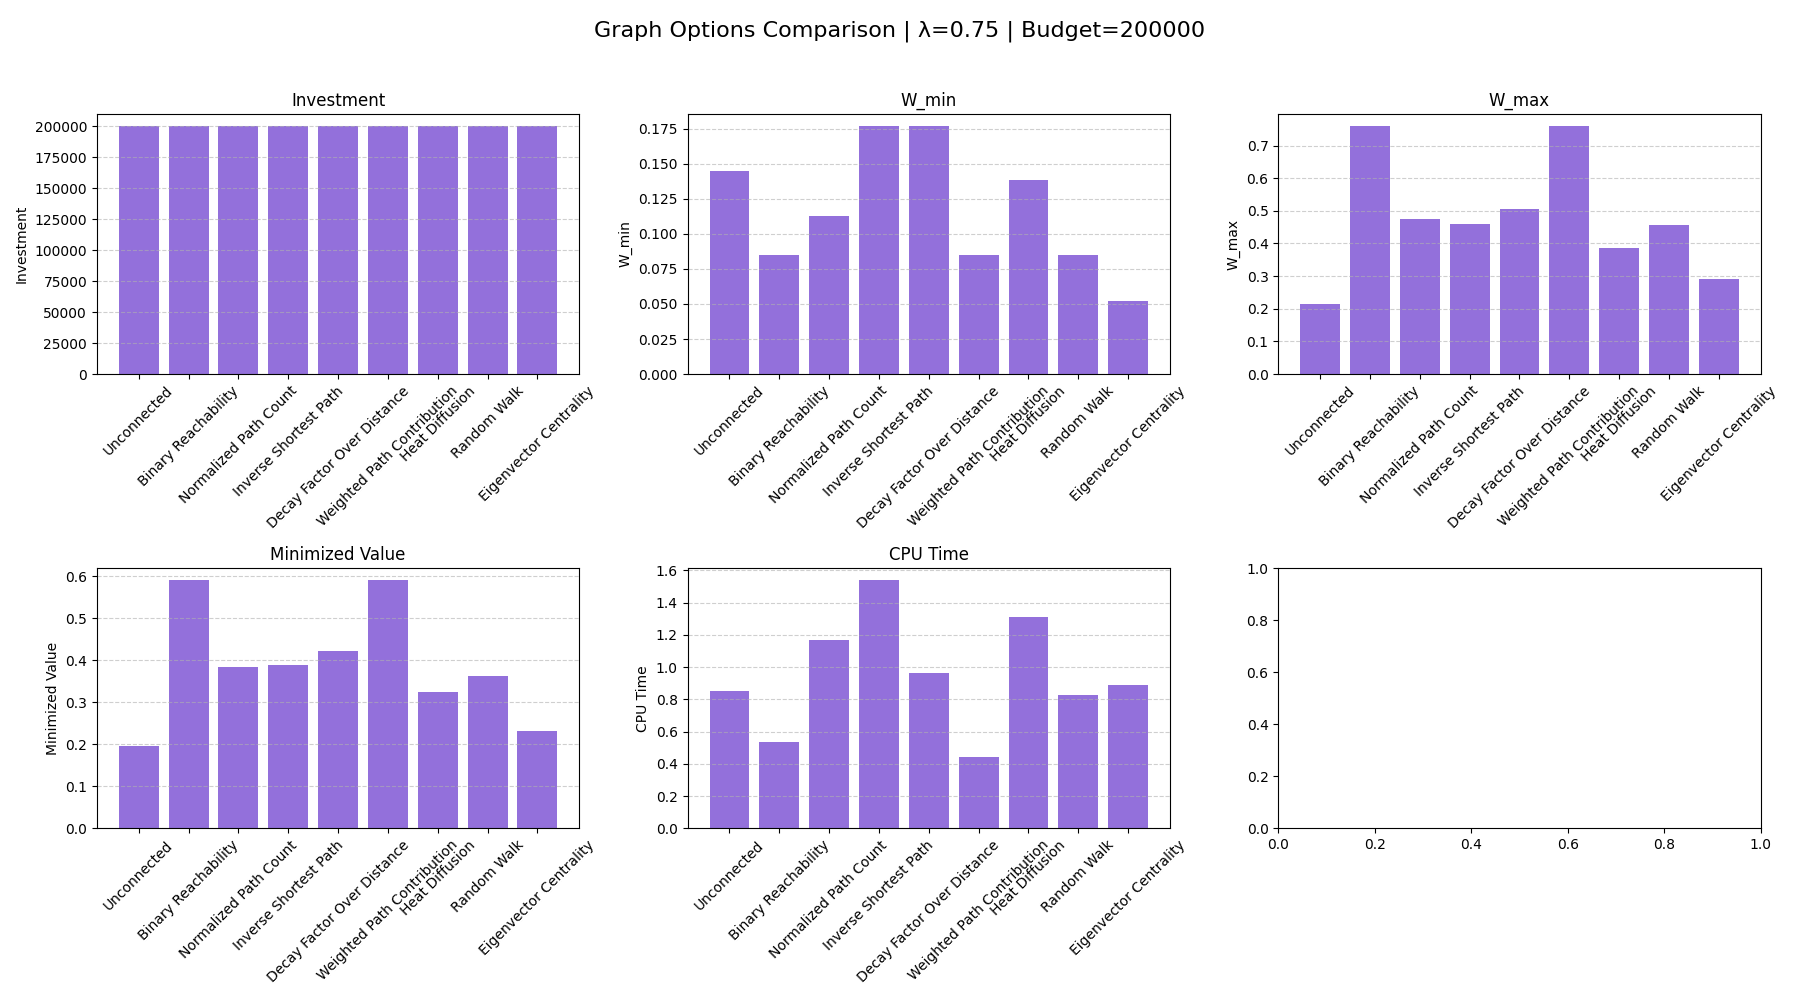 Graph Options Comparison | λ=0.75 | Budget=200000
Investment
Investment
200000
175000
150000
125000
100000
75000
50000
25000
0
Unconnected
Binary Reachability
Normalized Path Count
Inverse Shortest Path
Decay Factor Over Distance
Weighted Path Contribution
Heat Diffusion
Random Walk
Eigenvector Centrality
W_min
W_min
0.175
0.150
0.125
0.100
0.075
0.050
0.025
0.000
Unconnected
Binary Reachability
Normalized Path Count
Inverse Shortest Path
Decay Factor Over Distance
Weighted Path Contribution
Heat Diffusion
Random Walk
Eigenvector Centrality
W_max
W_max
0.7
0.6
0.5
0.4
0.3
0.2
0.1
0.0
Unconnected
Binary Reachability
Normalized Path Count
Inverse Shortest Path
Decay Factor Over Distance
Weighted Path Contribution
Heat Diffusion
Random Walk
Eigenvector Centrality
Minimized Value
Minimized Value
0.6
0.5
0.4
0.3
0.2
0.1
0.0
Unconnected
Binary Reachability
Normalized Path Count
Inverse Shortest Path
Decay Factor Over Distance
Weighted Path Contribution
Heat Diffusion
Random Walk
Eigenvector Centrality
CPU Time
CPU Time
1.6
1.4
1.2
1.0
0.8
0.6
0.4
0.2
0.0
Unconnected
Binary Reachability
Normalized Path Count
Inverse Shortest Path
Decay Factor Over Distance
Weighted Path Contribution
Heat Diffusion
Random Walk
Eigenvector Centrality
1.0
0.8
0.6
0.4
0.2
0.0
0.0 0.2 0.4 0.6 0.8 1.0